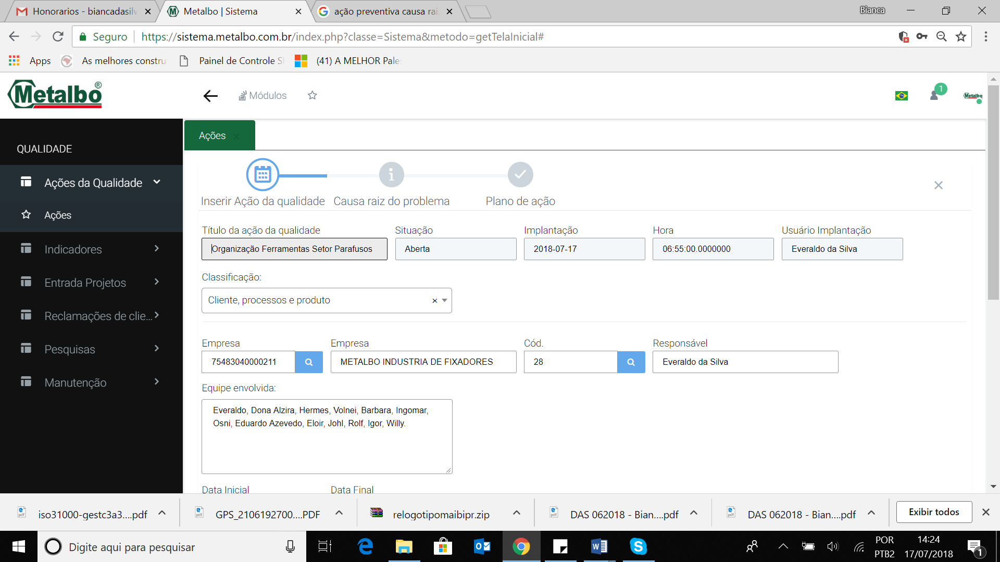 Honorarios - biancadasilv
Metalbo | Sistema
ação preventiva causa rai
Bianca
Seguro
https://sistema.metalbo.com.br/index.php?classe=Sistema&metodo=getTelaInicial#
Apps
As melhores constru
Painel de Controle S
(41) A MELHOR Pale
Metalbo®
Módulos
1
Metalbo
QUALIDADE
Ações da Qualidade
Ações
Indicadores
Entrada Projetos
Reclamações de clie...
Pesquisas
Manutenção
Ações
Inserir Ação da qualidade
Causa raiz do problema
Plano de ação
Título da ação da qualidade
Situação
Implantação
Hora
Usuário Implantação
Organização Ferramentas Setor Parafusos
Aberta
2018-07-17
06:55:00.0000000
Everaldo da Silva
Classificação:
Cliente, processos e produto
Empresa
Empresa
Cód.
Responsável
75483040000211
METALBO INDUSTRIA DE FIXADORES
28
Everaldo da Silva
Equipe envolvida:
Everaldo, Dona Alzira, Hermes, Volnei, Barbara, Ingomar,
Osni, Eduardo Azevedo, Eloir, Johl, Rolf, Igor, Willy.
Data Inicial
Data Final
iso31000-gestc3a3....pdf
GPS_2106192700....PDF
relogotipomaibipr.zip
DAS 062018 - Bian....pdf
DAS 062018 - Bian....pdf
Exibir todos
Digite aqui para pesquisar
POR
PTB2
14:24
17/07/2018
1